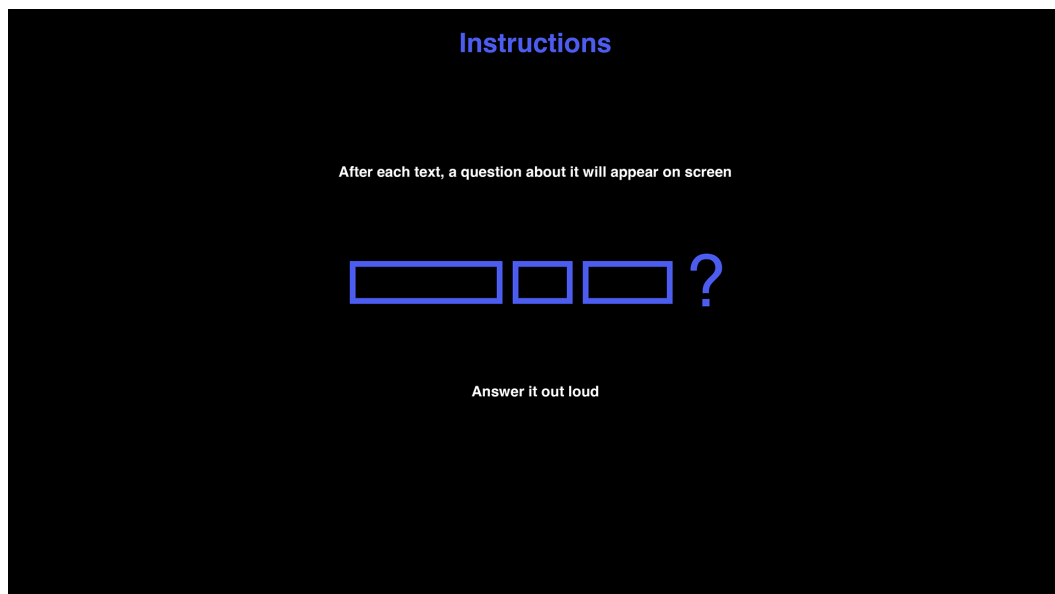 Instructions
After each text, a question about it will appear on screen
?
Answer it out loud